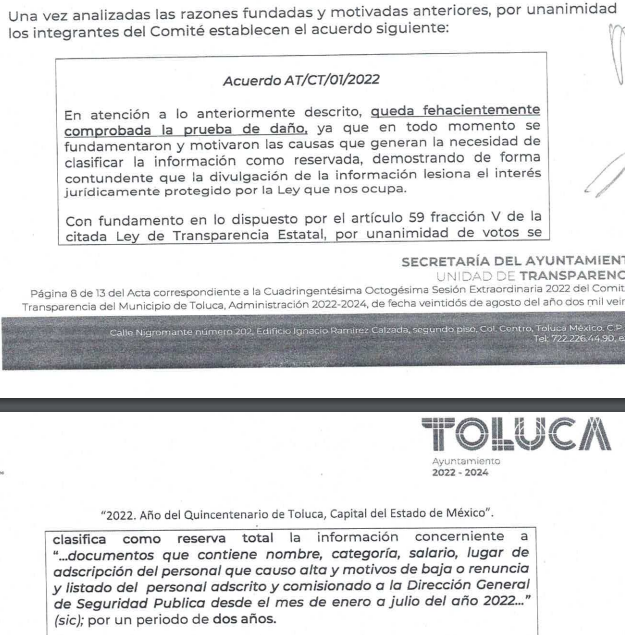 Una vez analizadas las razones fundadas y motivadas anteriores, por unanimidad
los integrantes del Comité establecen el acuerdo siguiente:
Acuerdo AT/CT/01/2022
En atención a lo anteriormente descrito, queda fehacientemente
comprobada la prueba de daño, ya que en todo momento se
fundamentaron y motivaron las causas que generan la necesidad de
clasificar la información como reservada, demostrando de forma
contundente que la divulgación de la información lesiona el interés
jurídicamente protegido por la Ley que nos ocupa.
Con fundamento en lo dispuesto por el artículo 59 fracción V de la
citada Ley de Transparencia Estatal, por unanimidad de votos se
SECRETARÍA DEL AYUNTAMIENT
UNIDAD DE TRANSPARENC
Página 8 de 13 del Acta correspondiente a la Cuadringentésima Octogésima Sesión Extraordinaria 2022 del Comit
Transparencia del Municipio de Toluca, Administración 2022-2024, de fecha veintidós de agosto del año dos mil vei
Calle Nigromante número 202, Edificio Ignacio Ramírez Calzada, segundo piso, Col. Centro, Toluca México. C.P
Tel: 722.226.44.90, e
TOLUCA
Ayuntamiento
2022 - 2024
"2022. Año del Quincentenario de Toluca, Capital del Estado de México".
clasifica como reserva total la información concerniente a
"...documentos que contiene nombre, categoría, salario, lugar de
adscripción del personal que causo alta y motivos de baja o renuncia
y listado del personal adscrito y comisionado a la Dirección General
de Seguridad Publica desde el mes de enero a julio del año 2022..."
(sic); por un periodo de dos años.